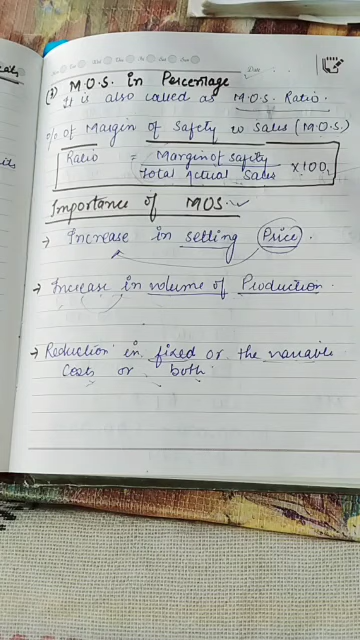 (3) M.O.S. In Percentage
It is also called as M.O.S. Ratio.
% of Margin of Safety to Sales (M.O.S.)
Ratio = Margin of Safety
Total Actual Sales × 100
Importance of MOS.
→ Increase in selling Price.
→ Increase in volume of Production.
→ Reduction in fixed or the variable
Costs or both.